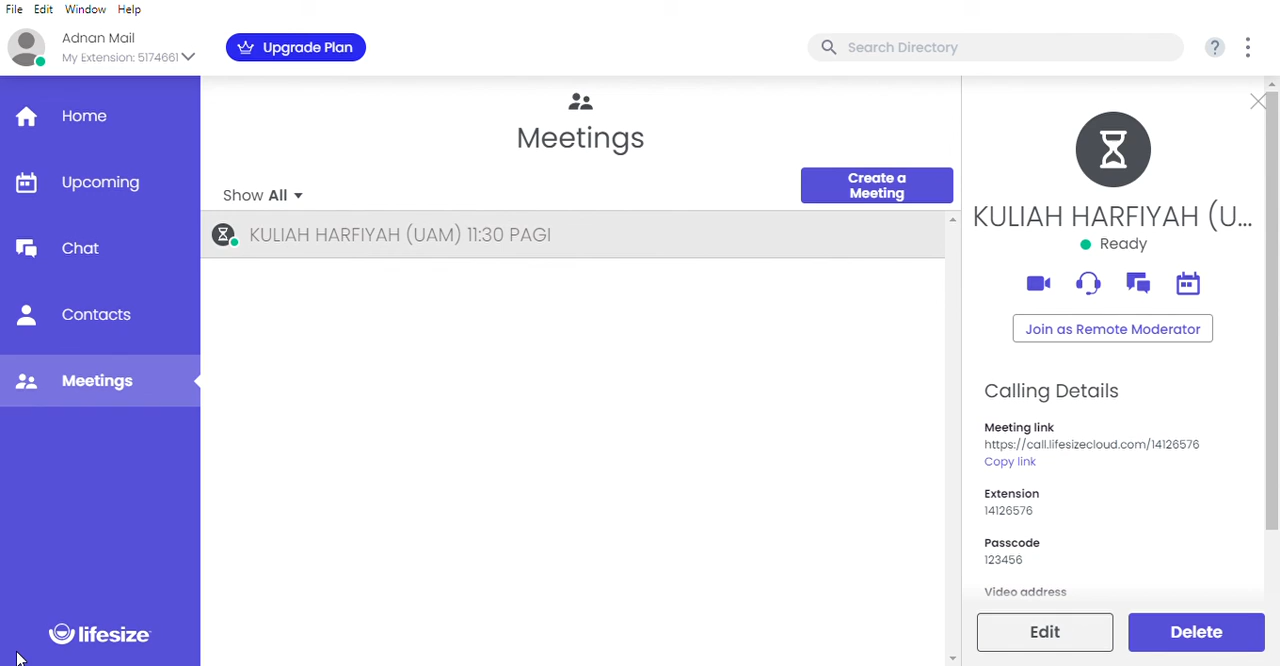 File Edit Window Help
Adnan Mail
My Extension: 5174661
Upgrade Plan
Search Directory
?
Home
Upcoming
Chat
Contacts
Meetings
lifesize
Meetings
Show All
Create a
Meeting
KULIAH HARFIYAH (UAM) 11:30 PAGI
KULIAH HARFIYAH (U...
Ready
Join as Remote Moderator
Calling Details
Meeting link
https://call.lifesizecloud.com/14126576
Copy link
Extension
14126576
Passcode
123456
Video address
Edit
Delete